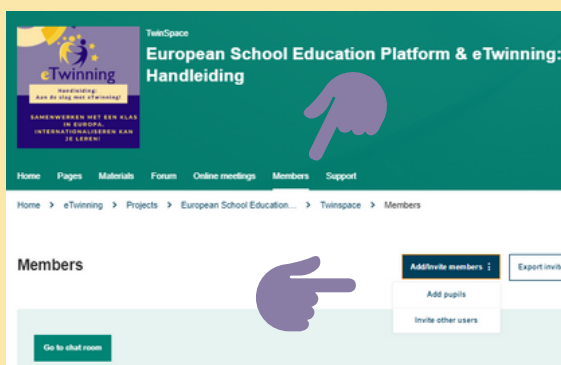 TwinSpace
European School Education Platform & eTwinning:
Handleiding
eTwinning
Handleiding:
Aan de slag met eTwinning!
SAMENWERKEN MET EEN KLAS
IN EUROPA.
INTERNATIONALISEREN KAN
JE LEREN!
Home Pages Materials Forum Online meetings Members Support
Home > eTwinning > Projects > European School Education... > Twinspace > Members
Members
Add/Invite members
Export invit
Add pupils
Invite other users
Go to chat room